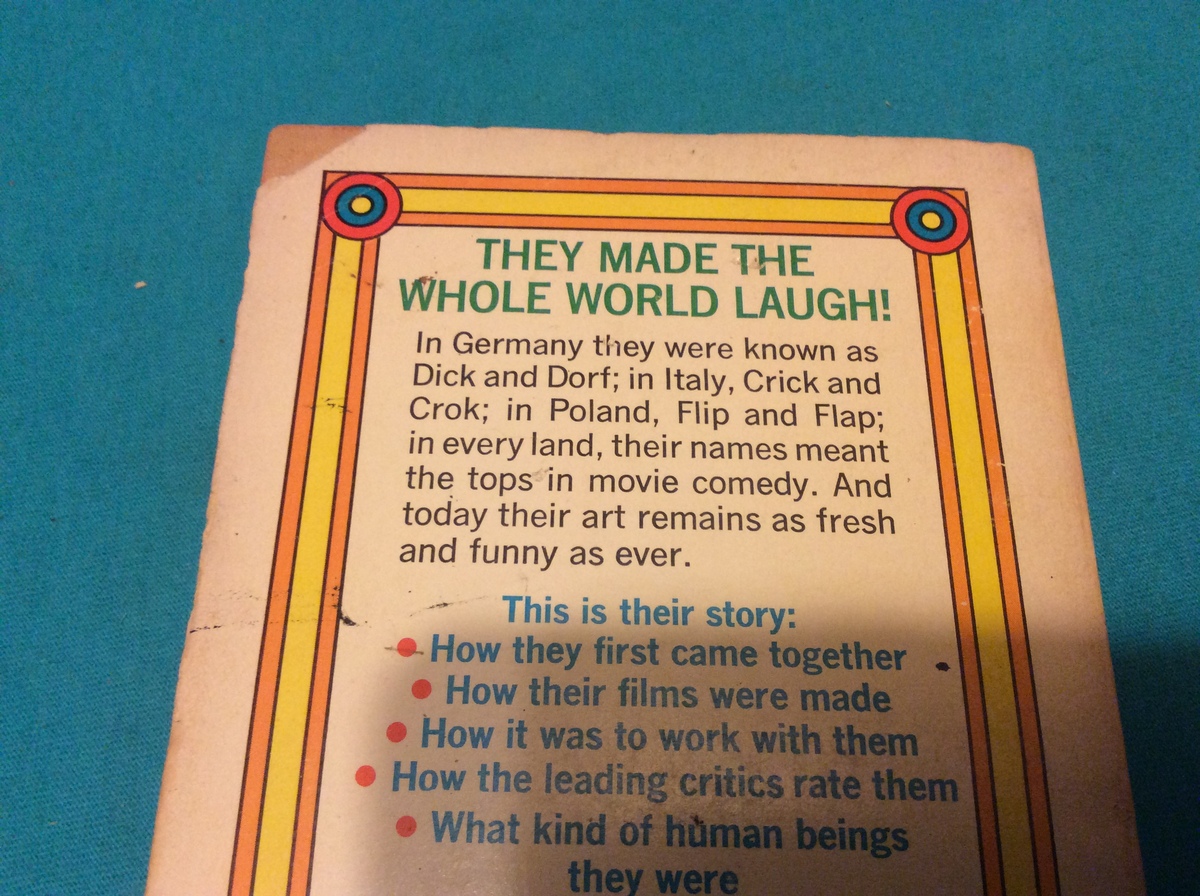 THEY MADE THE
WHOLE WORLD LAUGH!
In Germany they were known as
Dick and Dorf; in Italy, Crick and
Crok; in Poland, Flip and Flap;
in every land, their names meant
the tops in movie comedy. And
today their art remains as fresh
and funny as ever.
This is their story:
• How they first came together
• How their films were made
• How it was to work with them
• How the leading critics rate them
• What kind of human beings
they were